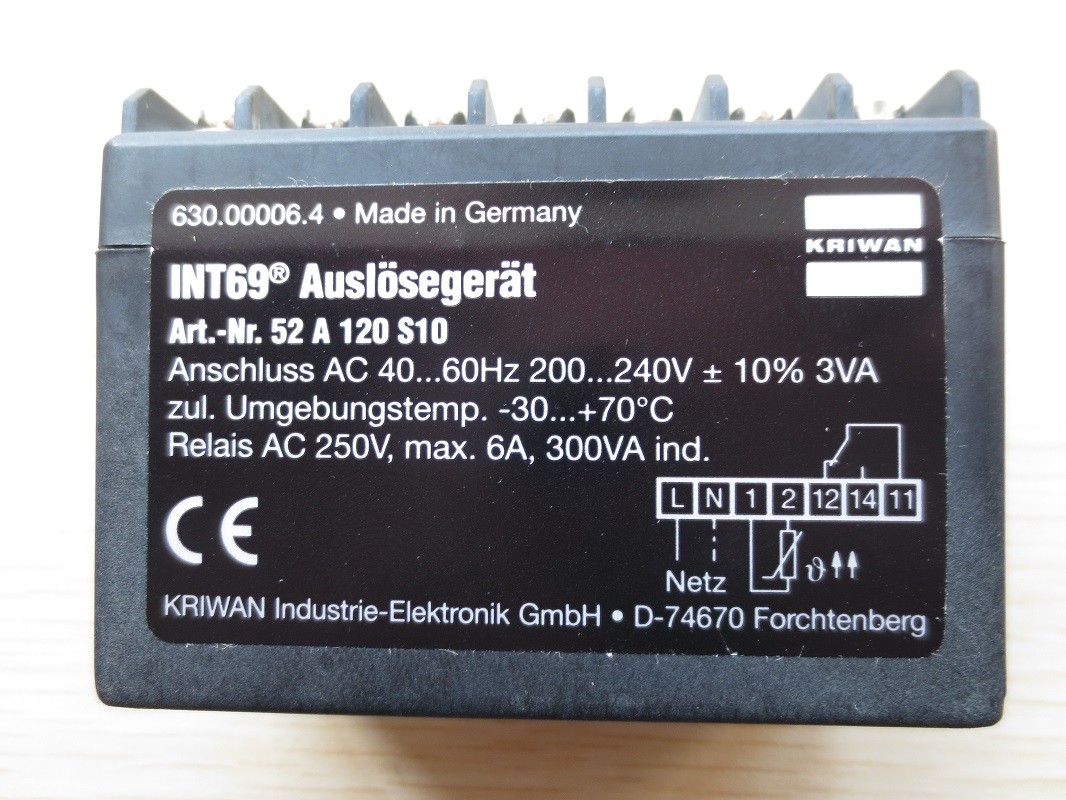 630.00006.4 • Made in Germany
KRIWAN
INT69® Auslösegerät
Art.-Nr. 52 A 120 S10
Anschluss AC 40...60Hz 200...240V ± 10% 3VA
zul. Umgebungstemp. -30...+70°C
Relais AC 250V, max. 6A, 300VA ind.
L N 1 2 12 14 11
CE
Netz ϑ
KRIWAN Industrie-Elektronik GmbH • D-74670 Forchtenberg